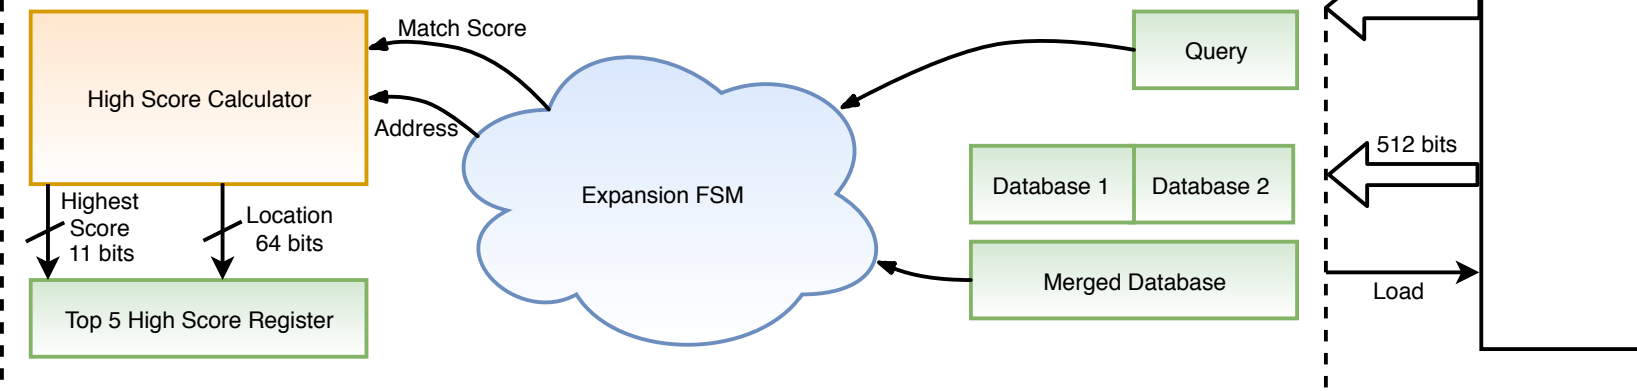 Match Score
Query
High Score Calculator
Address
512 bits
Expansion FSM
Database 1
Database 2
Highest
Score
11 bits
Location
64 bits
Merged Database
Load
Top 5 High Score Register